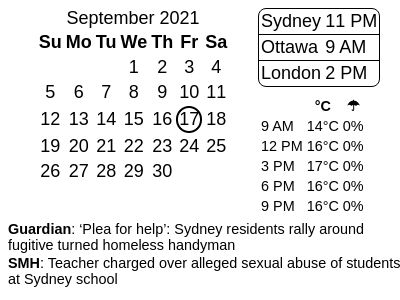 September 2021
Su Mo Tu We Th Fr Sa
1 2 3 4
5 6 7 8 9 10 11
12 13 14 15 16 17 18
19 20 21 22 23 24 25
26 27 28 29 30
Sydney 11 PM
Ottawa 9 AM
London 2 PM
°C ☂
9 AM 14°C 0%
12 PM 16°C 0%
3 PM 17°C 0%
6 PM 16°C 0%
9 PM 16°C 0%
Guardian: ‘Plea for help’: Sydney residents rally around
fugitive turned homeless handyman
SMH: Teacher charged over alleged sexual abuse of students
at Sydney school